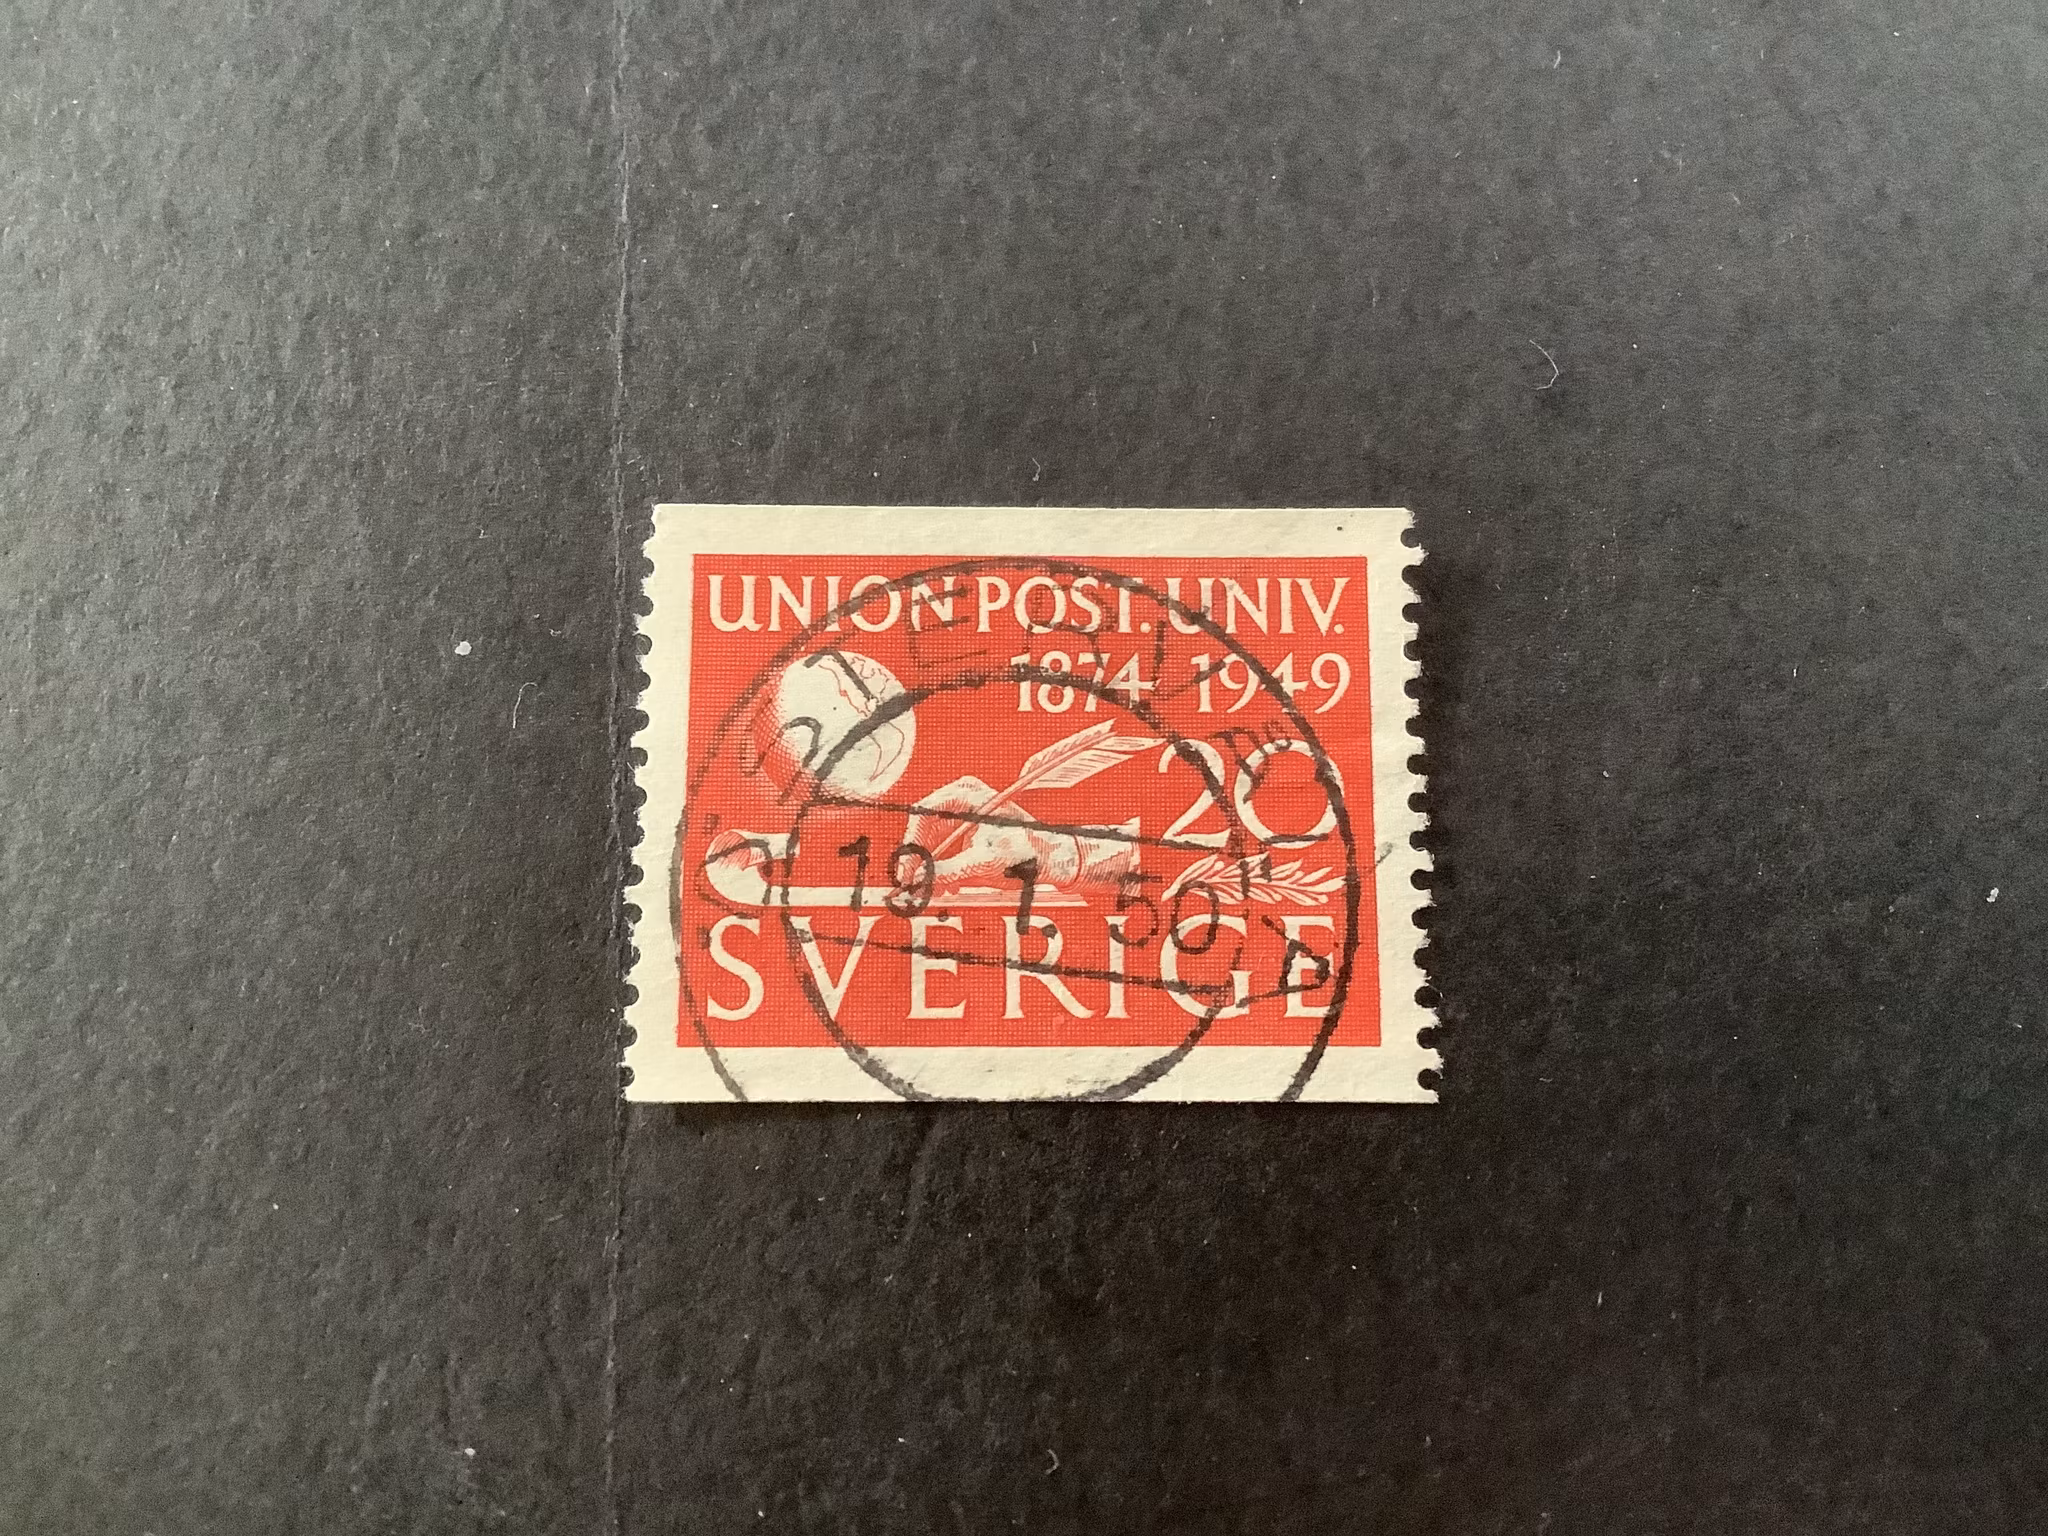 UNION POST. UNIV.
1874 1949
20
19. 1. 50
SVERIGE